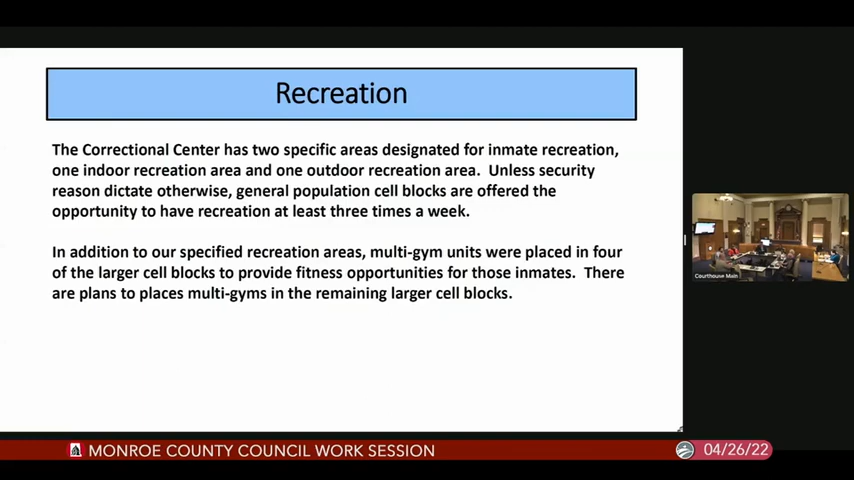 Recreation
The Correctional Center has two specific areas designated for inmate recreation,
one indoor recreation area and one outdoor recreation area. Unless security
reason dictate otherwise, general population cell blocks are offered the
opportunity to have recreation at least three times a week.
In addition to our specified recreation areas, multi-gym units were placed in four
of the larger cell blocks to provide fitness opportunities for those inmates. There
are plans to places multi-gyms in the remaining larger cell blocks.
Courthouse Main
MONROE COUNTY COUNCIL WORK SESSION
04/26/22